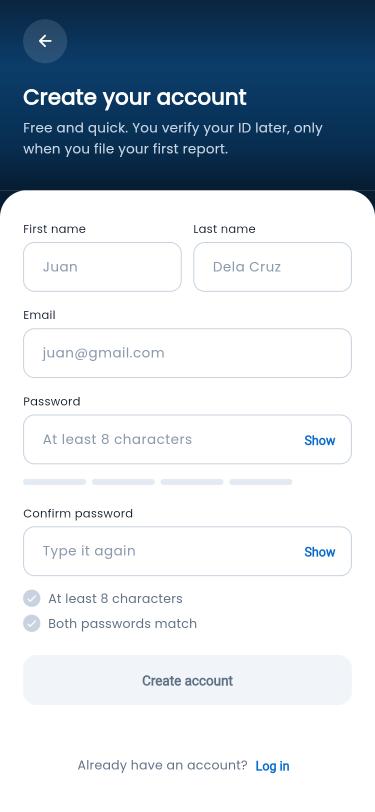 Create your account
Free and quick. You verify your ID later, only
when you file your first report.
First name
Last name
Juan
Dela Cruz
Email
juan@gmail.com
Password
At least 8 characters
Show
Confirm password
Type it again
Show
At least 8 characters
Both passwords match
Create account
Already have an account? Log in